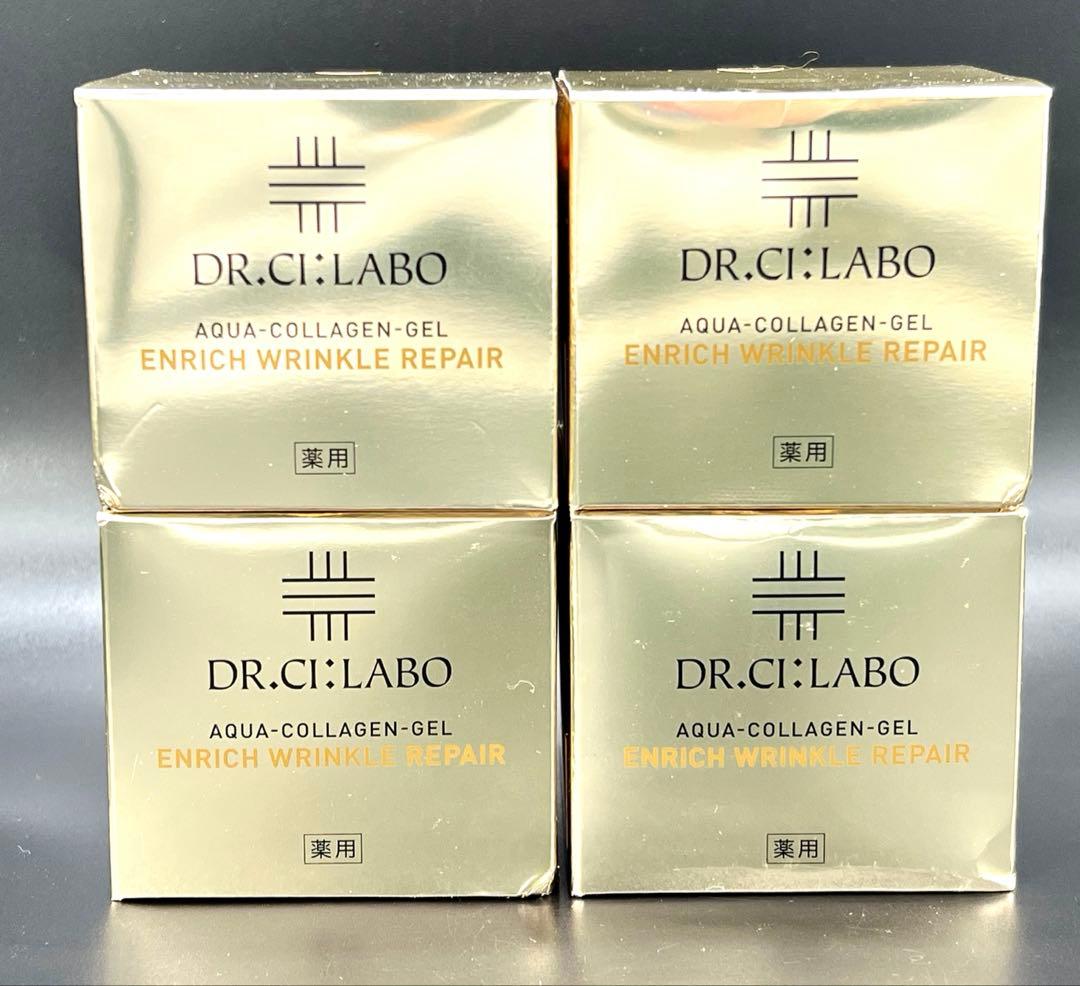 DR.CI:LABO
AQUA-COLLAGEN-GEL
ENRICH WRINKLE REPAIR
薬用
DR.CI:LABO
AQUA-COLLAGEN-GEL
ENRICH WRINKLE REPAIR
薬用
DR.CI:LABO
AQUA-COLLAGEN-GEL
ENRICH WRINKLE REPAIR
薬用
DR.CI:LABO
AQUA-COLLAGEN-GEL
ENRICH WRINKLE REPAIR
薬用